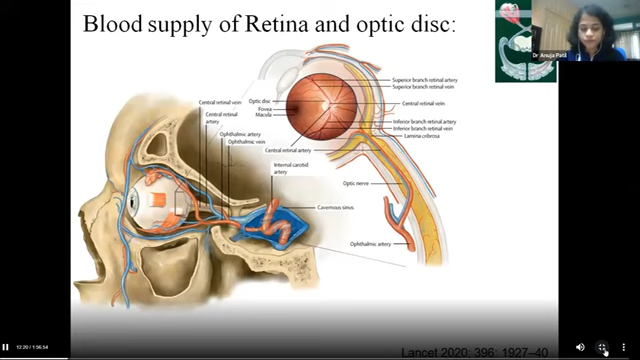 Blood supply of Retina and optic disc:
Dr Anuja Patil
Superior branch retinal artery
Superior branch retinal vein
Optic disc
Fovea
Macula
Central retinal vein
Central retinal vein
Central retinal artery
Inferior branch retinal artery
Inferior branch retinal vein
Lamina cribrosa
Ophthalmic artery
Ophthalmic vein
Central retinal artery
Internal carotid
artery
Optic nerve
Cavernous sinus
Ophthalmic artery
12:20 / 1:56:54
Lancet 2020; 396: 1927–40